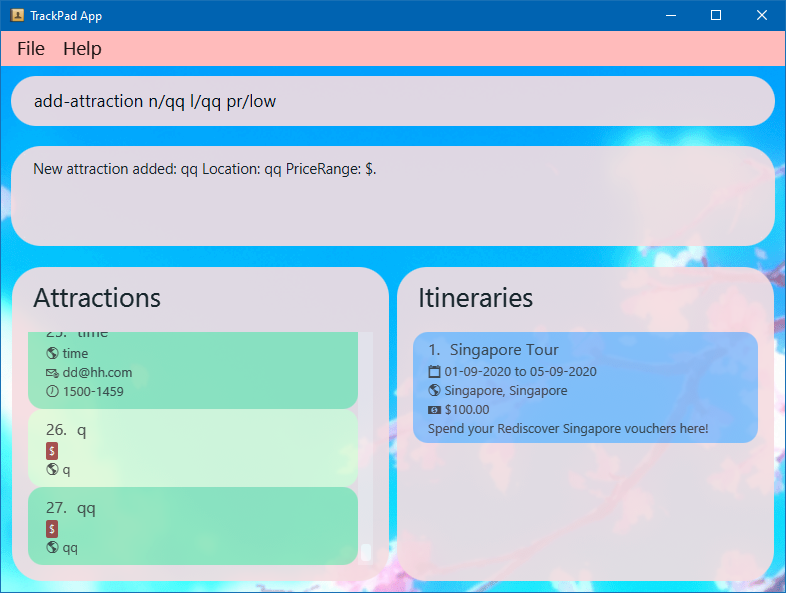 TrackPad App
File Help
add-attraction n/qq l/qq pr/low
New attraction added: qq Location: qq PriceRange: $.
Attractions
25. time
time
dd@hh.com
1500-1459
26. q
$
q
27. qq
$
qq
Itineraries
1. Singapore Tour
01-09-2020 to 05-09-2020
Singapore, Singapore
$100.00
Spend your Rediscover Singapore vouchers here!